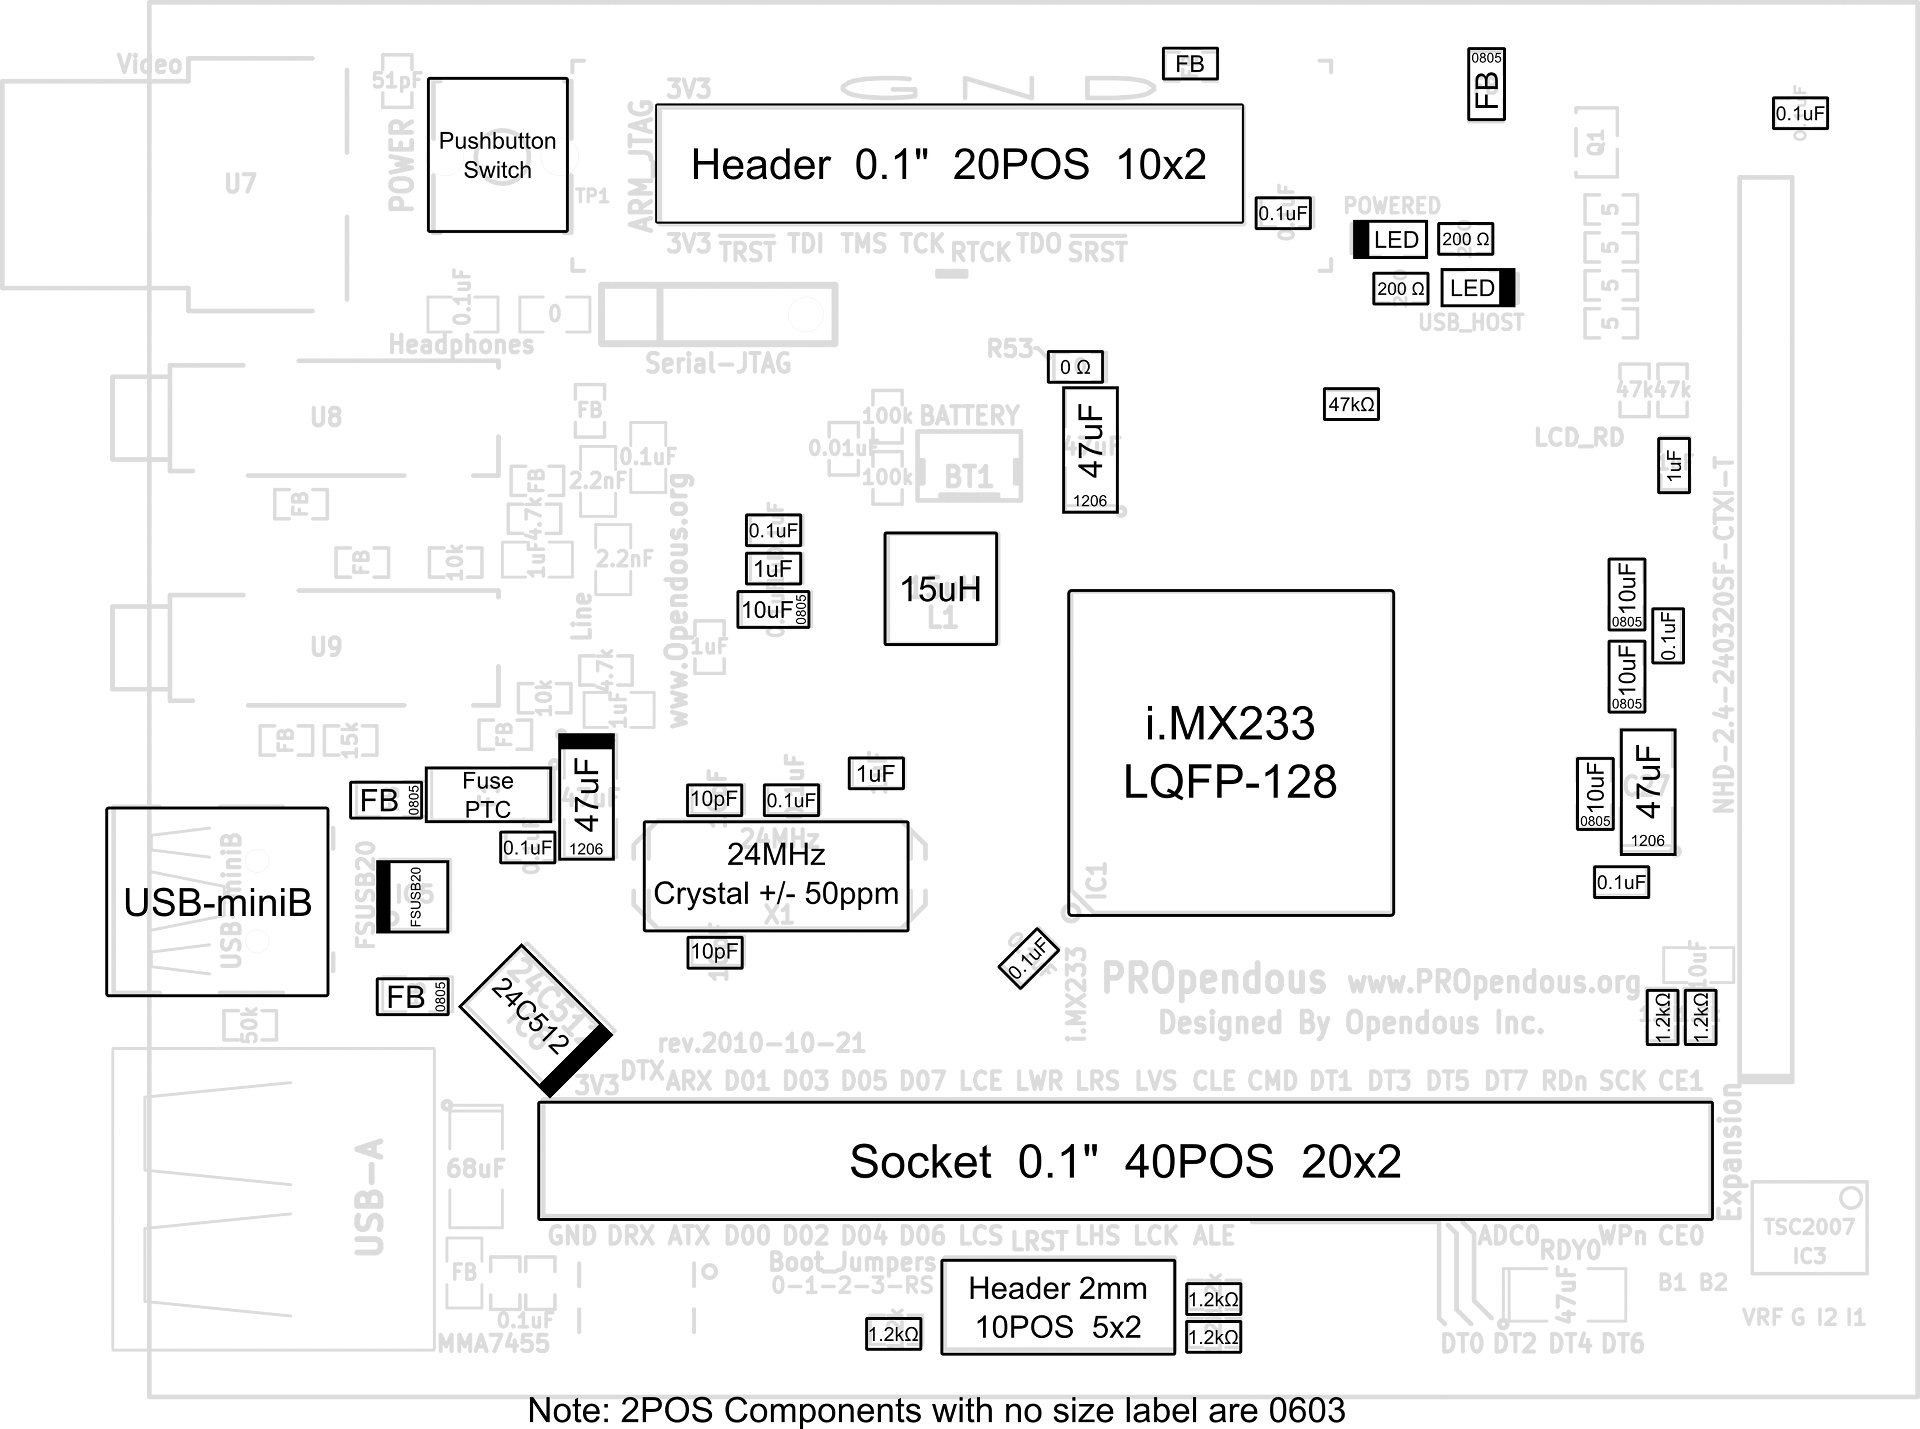 Video
51pF
FB
0805
FB
0.1uF
3V3
GND
Pushbutton
Switch
POWER
ARM_JTAG
Header 0.1" 20POS 10x2
Q1
U7
TP1
0.1uF
POWERED
5
LED
200 Ω
5
3V3 TRST TDI TMS TCK RTCK TDO SRST
200 Ω
LED
5
USB_HOST
5
0.1uF
0
Headphones
Serial-JTAG
R53
0 Ω
47kΩ
47k
47k
U8
FB
100k
BATTERY
0.01uF
47uF
1206
LCD_RD
0.1uF
2.2nF
100k
BT1
1uF
FB
FB
4.7k
www.Opendous.org
NHD-2.4-240320SF-CTXI-T
0.1uF
FB
10k
1uF
2.2nF
1uF
15uH
L1
10uF
0805
10uF
0805
0.1uF
Line
U9
1uF
i.MX233
LQFP-128
10uF
0805
4.7k
10k
1uF
FB
15k
FB
47uF
1206
47uF
1206
10uF
0805
Fuse
PTC
FB
0805
10pF
0.1uF
1uF
0.1uF
24MHz
24MHz
Crystal +/- 50ppm
X1
IC1
0.1uF
USB-miniB
USB-miniB
FSUSB20
FSUSB20
10pF
0.1uF
i.MX233
PROpendous www.PROpendous.org
Designed By Opendous Inc.
10uF
1.2kΩ
1.2kΩ
FB
0805
24C512
50k
rev.2010-10-21
3V3 DTX ARX D01 D03 D05 D07 LCE LWR LRS LVS CLE CMD DT1 DT3 DT5 DT7 RDn SCK CE1
Expansion
USB-A
68uF
Socket 0.1" 40POS 20x2
TSC2007
IC3
GND DRX ATX D00 D02 D04 D06 LCS LRST LHS LCK ALE
ADC0 RDY0 WPn CE0
Boot_Jumpers
0-1-2-3-RS
FB
0.1uF
MMA7455
Header 2mm
10POS 5x2
1.2kΩ
1.2kΩ
1.2kΩ
47uF
B1 B2
VRF G I2 I1
DT0 DT2 DT4 DT6
Note: 2POS Components with no size label are 0603